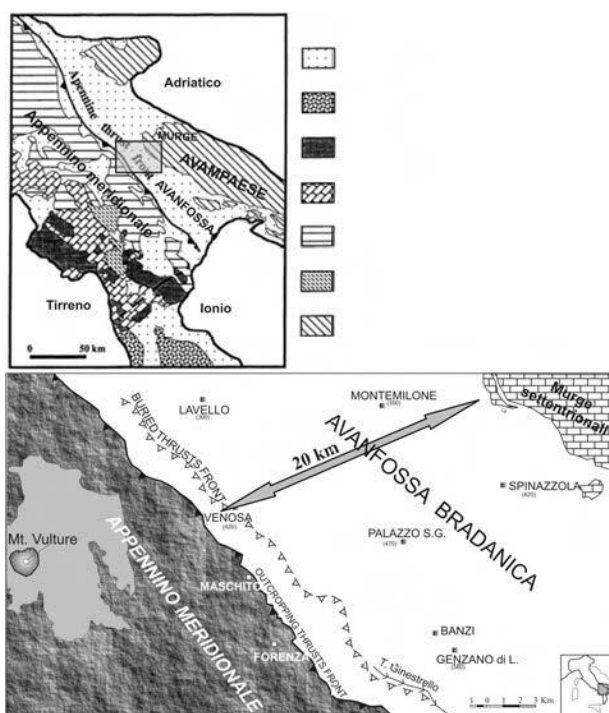 Adriatico
Apennine thrust front
MURGE
Appennino meridionale
AVAMPAESE
AVANFOSSA
Tirreno
Ionio
0 50 km
LAVELLO
MONTEMILONE
(350)
Murge
settentrionali
BURIED THRUSTS FRONT
20 km
AVANFOSSA BRADANICA
SPINAZZOLA
(420)
VENOSA
(420)
PALAZZO S.G.
(470)
Mt. Vulture
APPENNINO MERIDIONALE
MASCHITO
OUTCROPPING THRUSTS FRONT
FORENZA
BANZI
GENZANO di L.
T. Ginestrello
1 0 1 2 3 Km